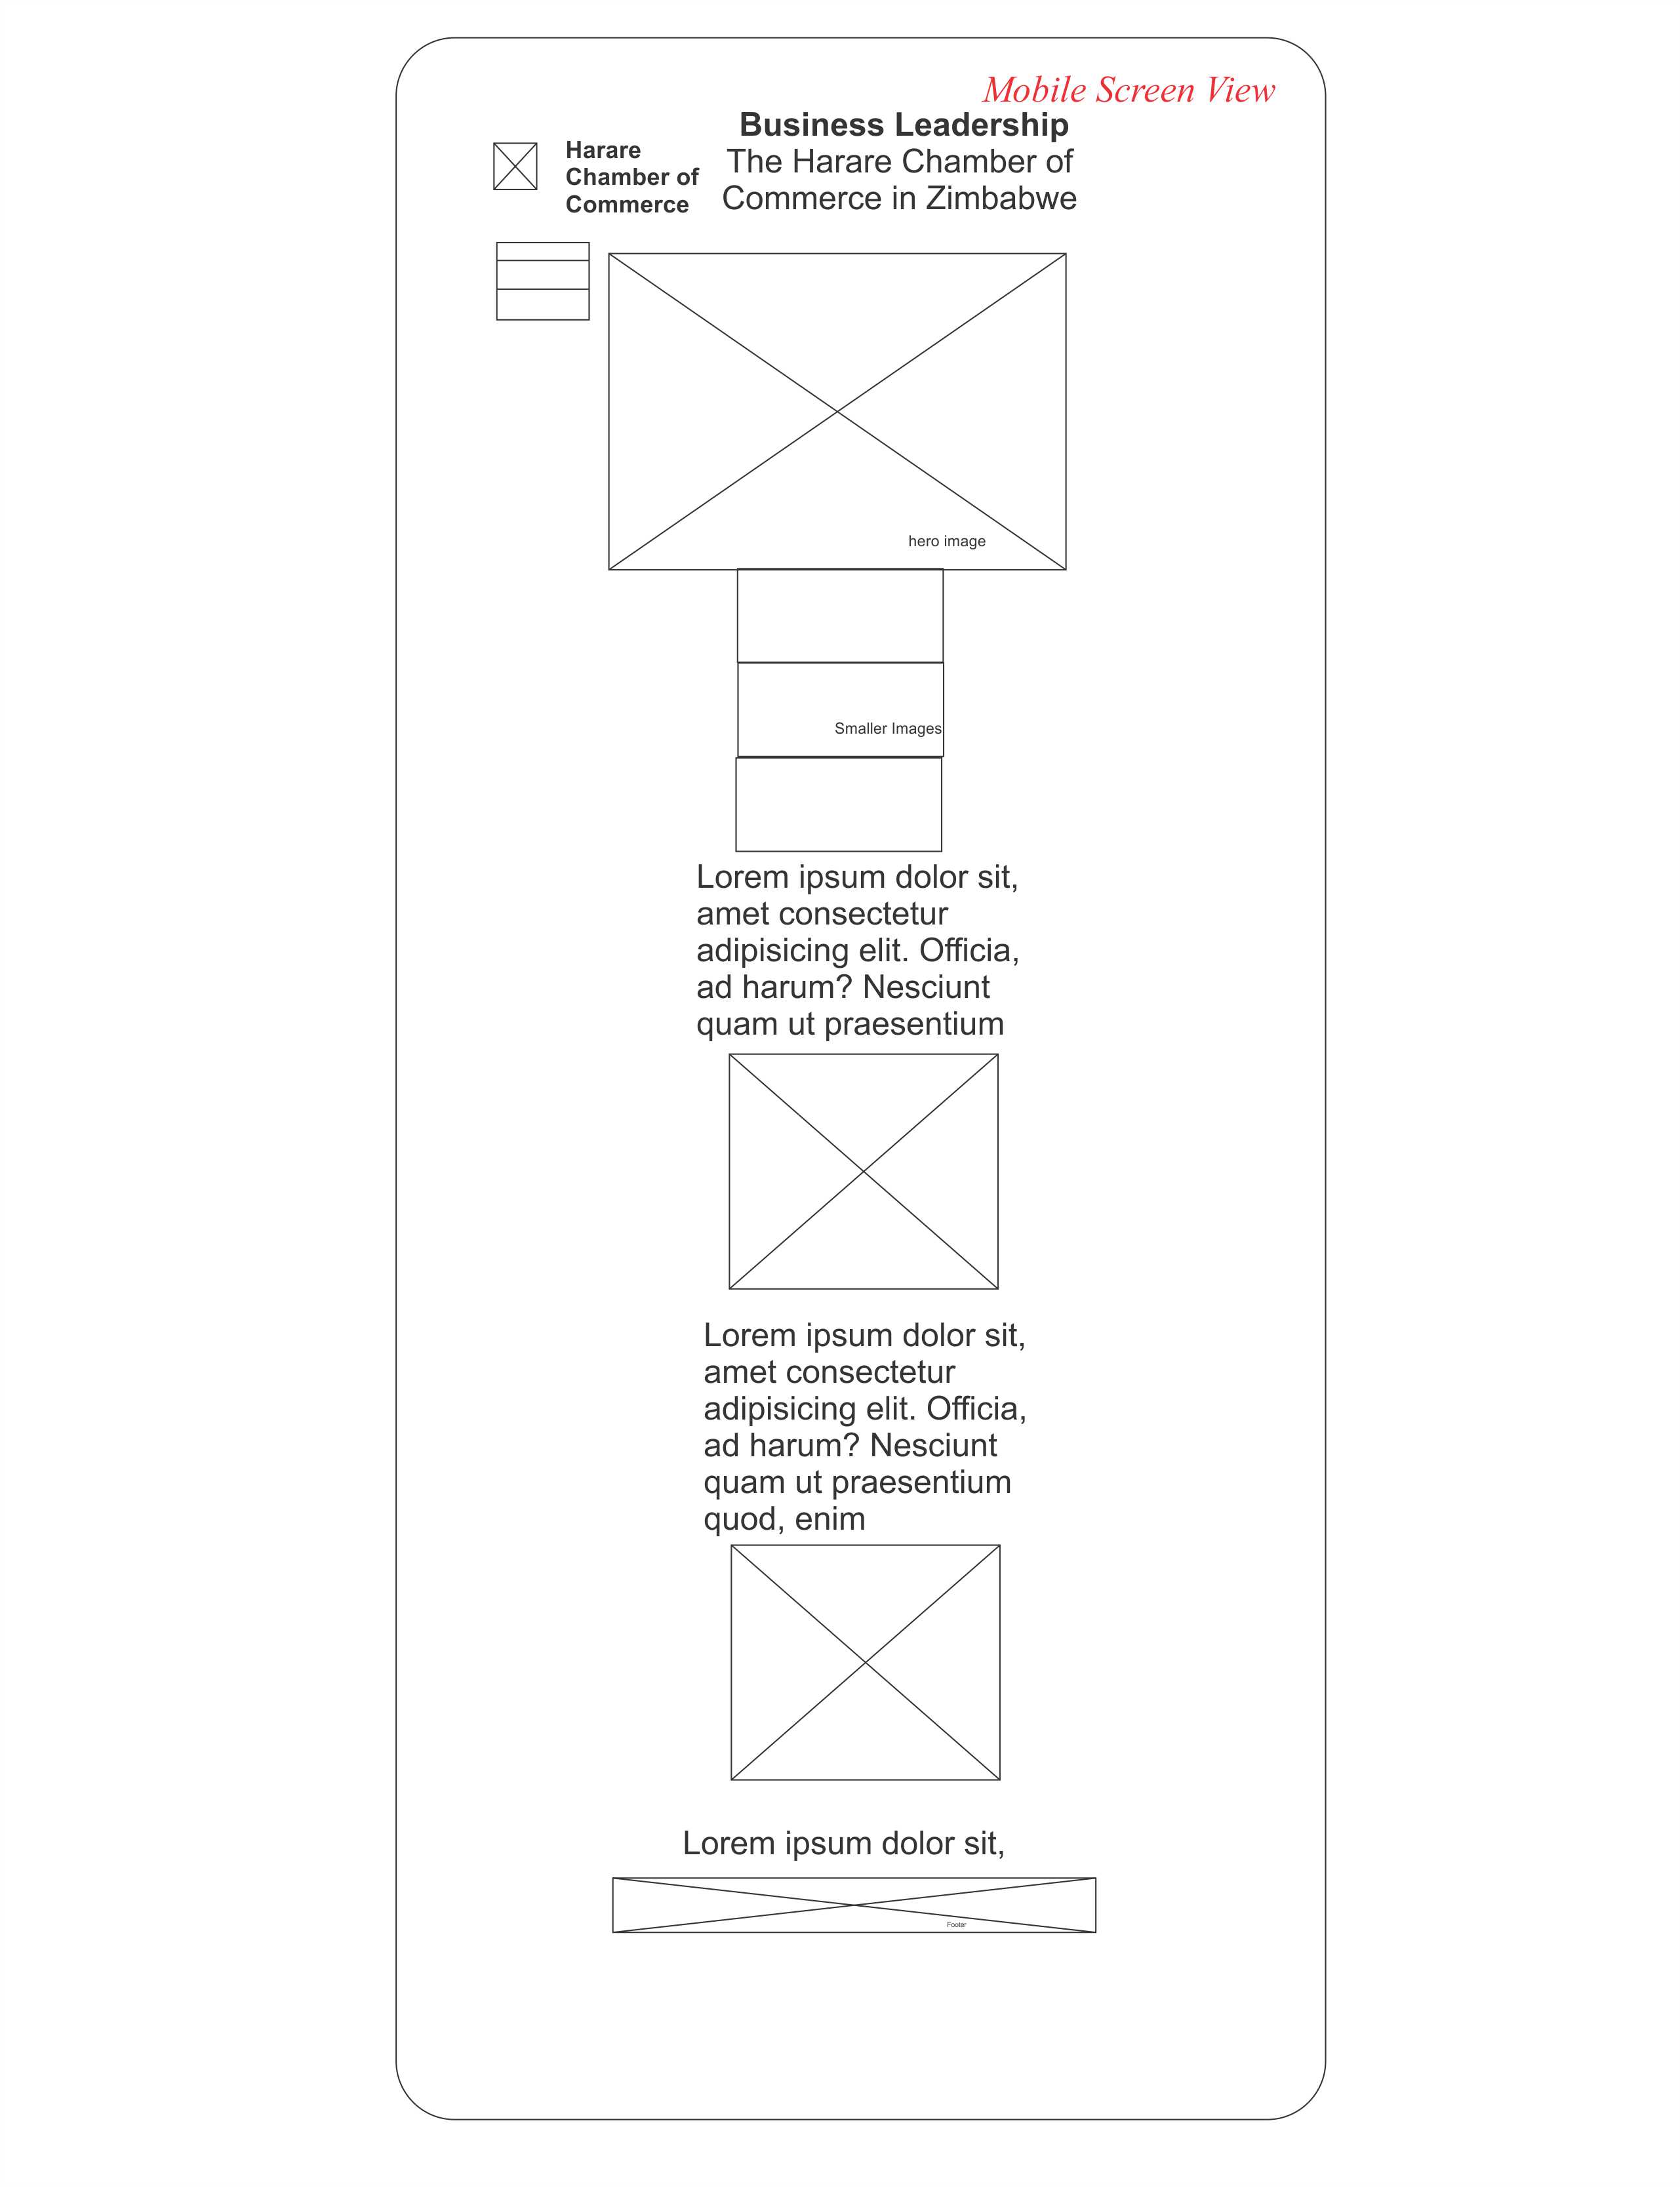 Mobile Screen View
Business Leadership
The Harare Chamber of
Commerce in Zimbabwe
Harare
Chamber of
Commerce
hero image
Smaller Images
Lorem ipsum dolor sit,
amet consectetur
adipisicing elit. Officia,
ad harum? Nesciunt
quam ut praesentium
Lorem ipsum dolor sit,
amet consectetur
adipisicing elit. Officia,
ad harum? Nesciunt
quam ut praesentium
quod, enim
Lorem ipsum dolor sit,
Footer